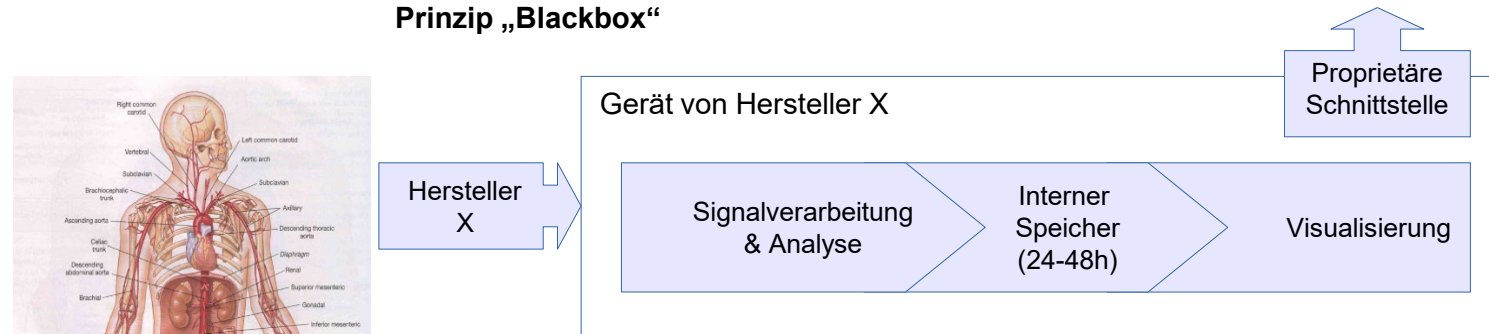 Prinzip „Blackbox“
Proprietäre
Schnittstelle
Gerät von Hersteller X
Hersteller
X
Signalverarbeitung
& Analyse
Interner
Speicher
(24-48h)
Visualisierung
Right common
carotid
Left common carotid
Vertebral
Aortic arch
Subclavian
Subclavian
Brachiocephalic
trunk
Axillary
Ascending aorta
Descending thoracic
aorta
Celiac
trunk
Diaphragm
Descending
abdominal aorta
Renal
Superior mesenteric
Brachial
Gonadal
Inferior mesenteric